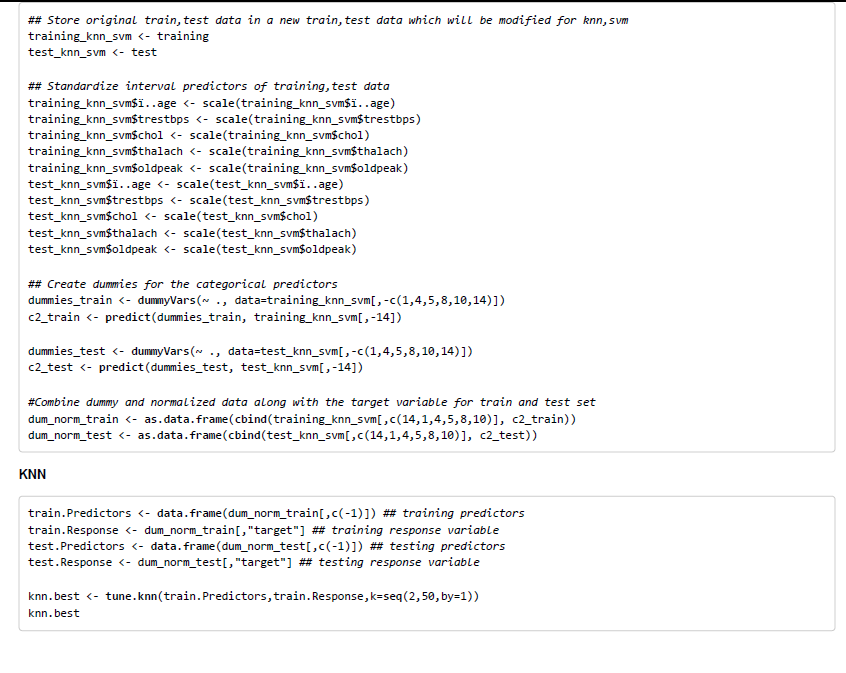 ## Store original train,test data in a new train,test data which will be modified for knn,svm
training_knn_svm <- training
test_knn_svm <- test
## Standardize interval predictors of training,test data
training_knn_svm$ï..age <- scale(training_knn_svm$ï..age)
training_knn_svm$trestbps <- scale(training_knn_svm$trestbps)
training_knn_svm$chol <- scale(training_knn_svm$chol)
training_knn_svm$thalach <- scale(training_knn_svm$thalach)
training_knn_svm$oldpeak <- scale(training_knn_svm$oldpeak)
test_knn_svm$ï..age <- scale(test_knn_svm$ï..age)
test_knn_svm$trestbps <- scale(test_knn_svm$trestbps)
test_knn_svm$chol <- scale(test_knn_svm$chol)
test_knn_svm$thalach <- scale(test_knn_svm$thalach)
test_knn_svm$oldpeak <- scale(test_knn_svm$oldpeak)
## Create dummies for the categorical predictors
dummies_train <- dummyVars(~ ., data=training_knn_svm[,-c(1,4,5,8,10,14)])
c2_train <- predict(dummies_train, training_knn_svm[,-14])
dummies_test <- dummyVars(~ ., data=test_knn_svm[,-c(1,4,5,8,10,14)])
c2_test <- predict(dummies_test, test_knn_svm[,-14])
#Combine dummy and normalized data along with the target variable for train and test set
dum_norm_train <- as.data.frame(cbind(training_knn_svm[,c(14,1,4,5,8,10)], c2_train))
dum_norm_test <- as.data.frame(cbind(test_knn_svm[,c(14,1,4,5,8,10)], c2_test))
KNN
train.Predictors <- data.frame(dum_norm_train[,c(-1)]) ## training predictors
train.Response <- dum_norm_train[,"target"] ## training response variable
test.Predictors <- data.frame(dum_norm_test[,c(-1)]) ## testing predictors
test.Response <- dum_norm_test[,"target"] ## testing response variable
knn.best <- tune.knn(train.Predictors,train.Response,k=seq(2,50,by=1))
knn.best